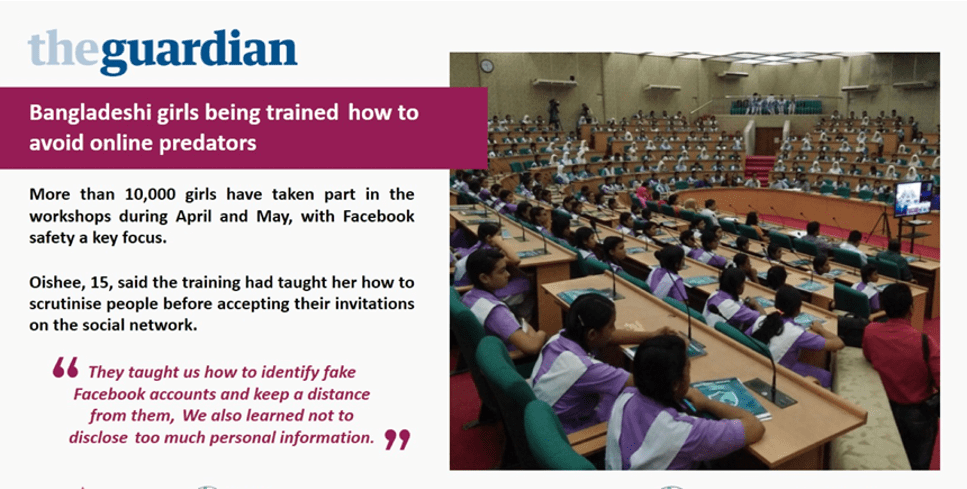 theguardian
Bangladeshi girls being trained how to
avoid online predators
More than 10,000 girls have taken part in the
workshops during April and May, with Facebook
safety a key focus.
Oishee, 15, said the training had taught her how to
scrutinise people before accepting their invitations
on the social network.
“ They taught us how to identify fake
Facebook accounts and keep a distance
from them, We also learned not to
disclose too much personal information. ”